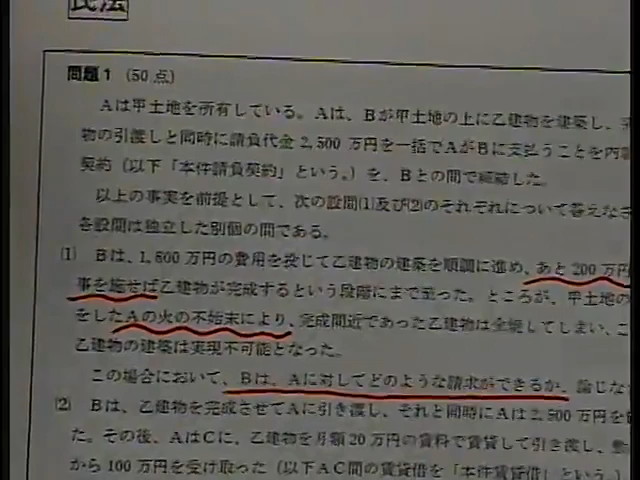 民法
問題1 (50点)
Aは甲土地を所有している。Aは、Bが甲土地の上に乙建物を建築し、
物の引渡しと同時に請負代金2,500万円を一括でAがBに支払うことを内容
契約(以下「本件請負契約」という。)を、Bとの間で締結した。
以上の事実を前提として、次の設問(1)及び(2)のそれぞれについて答えな
各設問は独立した別個の問である。
(1) Bは、1,500万円の費用を投じて乙建物の建築を順調に進め、あと200万円
事を施せば乙建物が完成するという段階にまで至った。ところが、甲土地の
をしたAの火の不始末により、完成間近であった乙建物は全焼してしまい、こ
乙建物の建築は実現不可能となった。
この場合において、Bは、Aに対してどのような請求ができるか。論じな
(2) Bは、乙建物を完成させてAに引き渡し、それと同時にAは2,500万円を
た。その後、AはCに、乙建物を月額20万円の賃料で賃貸して引き渡し、
から100万円を受け取った(以下AC間の賃貸借を「本件賃貸借」という。)